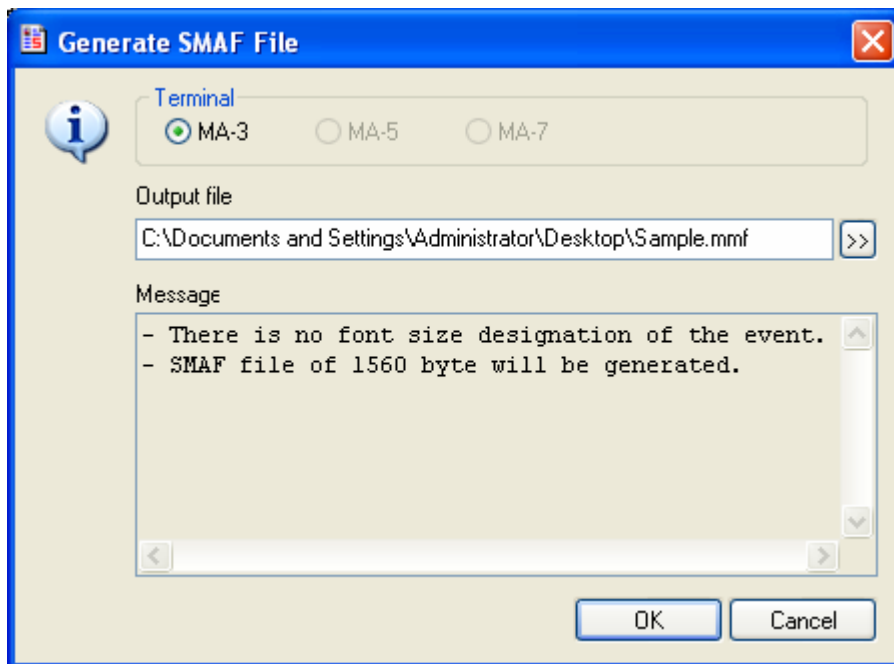 Generate SMAF File
Terminal
MA-3 MA-5 MA-7
Output file
C:\Documents and Settings\Administrator\Desktop\Sample.mmf >>
Message
- There is no font size designation of the event.
- SMAF file of 1560 byte will be generated.
OK Cancel